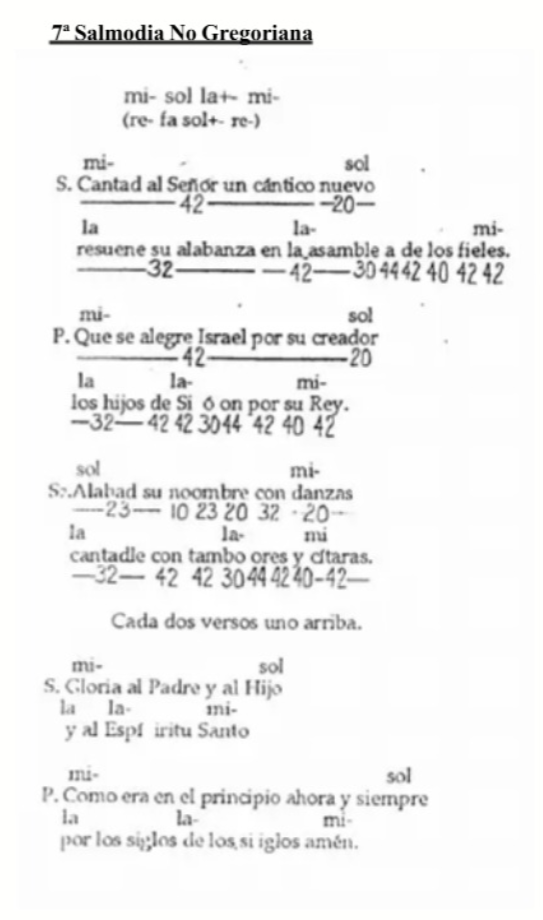 7ª Salmodia No Gregoriana
mi- sol la+- mi-
(re- fa sol+- re-)
mi- sol
S. Cantad al Señor un cántico nuevo
42 20
la la- mi-
resuene su alabanza en la asamble a de los fieles.
32 42 30 44 42 40 42 42
mi- sol
P. Que se alegre Israel por su creador
42 20
la la- mi-
los hijos de Si ó on por su Rey.
32 42 42 30 44 42 40 42
sol mi-
S. Alabad su noombre con danzas
23 10 23 20 32 20
la la- mi
cantadle con tambo ores y cítaras.
32 42 42 30 44 42 40-42
Cada dos versos uno arriba.
mi- sol
S. Gloria al Padre y al Hijo
la la- mi-
y al Espí iritu Santo
mi- sol
P. Como era en el principio ahora y siempre
la la- mi-
por los siglos de los si iglos amén.